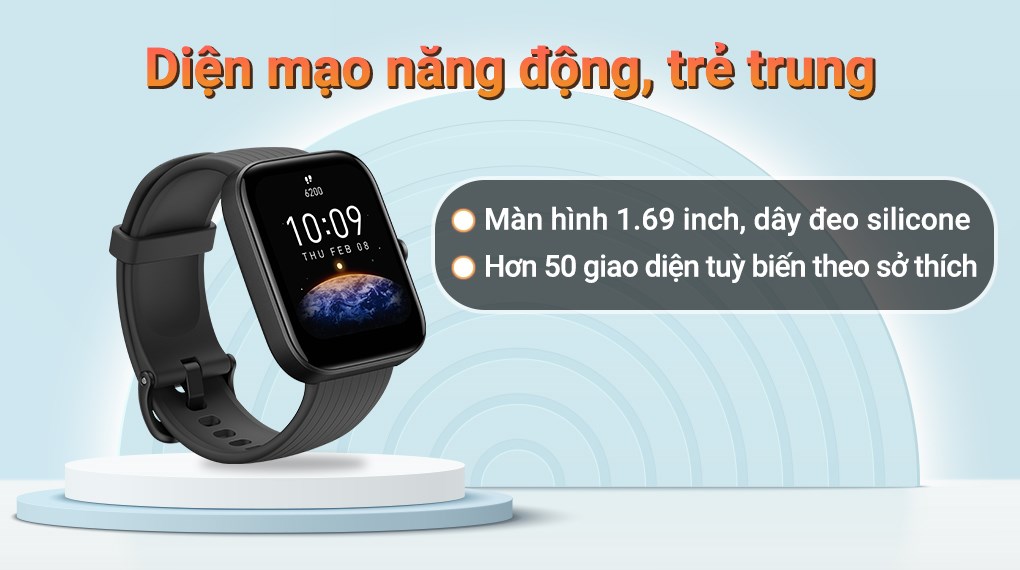 Diện mạo năng động, trẻ trung
6200
10:09
THU FEB 08
Màn hình 1.69 inch, dây đeo silicone
Hơn 50 giao diện tuỳ biến theo sở thích